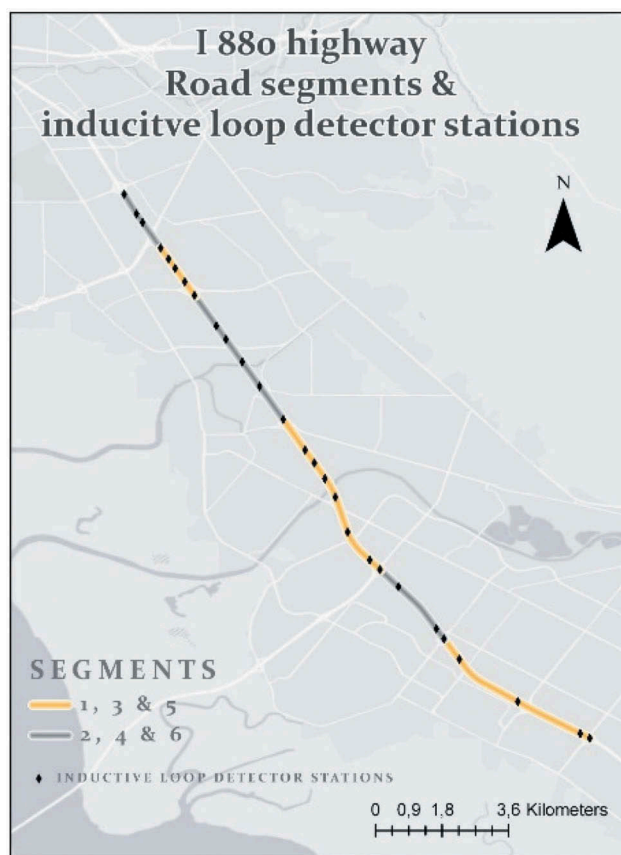 I 880 highway
Road segments &
inducitve loop detector stations
N
SEGMENTS
1, 3 & 5
2, 4 & 6
INDUCTIVE LOOP DETECTOR STATIONS
0 0,9 1,8 3,6 Kilometers